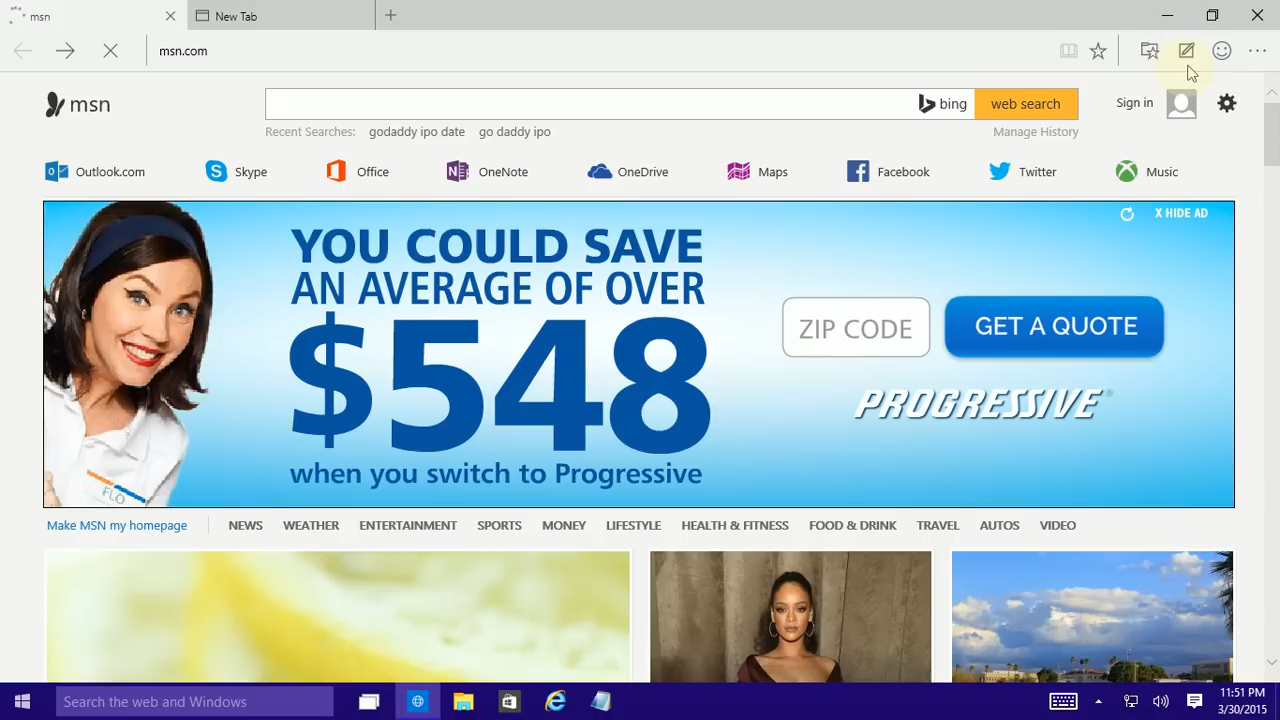 msn
New Tab
msn.com
msn
bing
web search
Sign in
Recent Searches: godaddy ipo date go daddy ipo
Manage History
Outlook.com
Skype
Office
OneNote
OneDrive
Maps
Facebook
Twitter
Music
X HIDE AD
YOU COULD SAVE
AN AVERAGE OF OVER
$548
when you switch to Progressive
ZIP CODE
GET A QUOTE
PROGRESSIVE®
FLO
Make MSN my homepage
NEWS WEATHER ENTERTAINMENT SPORTS MONEY LIFESTYLE HEALTH & FITNESS FOOD & DRINK TRAVEL AUTOS VIDEO
Search the web and Windows
11:51 PM
3/30/2015